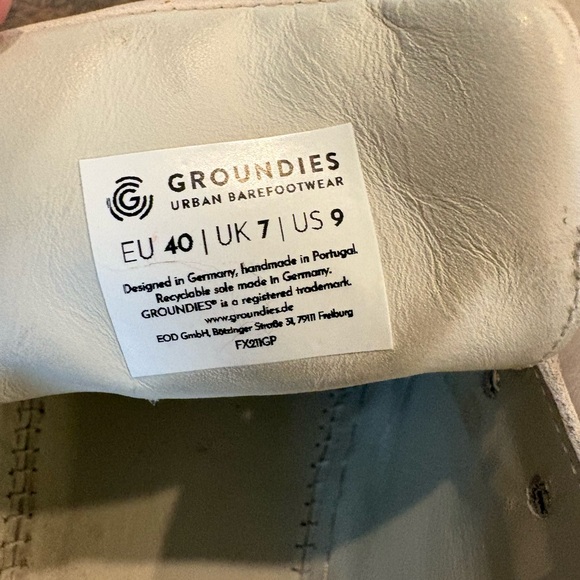 GROUNDIES
URBAN BAREFOOTWEAR
EU 40 | UK 7 | US 9
Designed in Germany, handmade in Portugal.
Recyclable sole made in Germany.
GROUNDIES® is a registered trademark.
www.groundies.de
EOD GmbH, Bötzinger Straße 31, 79111 Freiburg
FX211GP